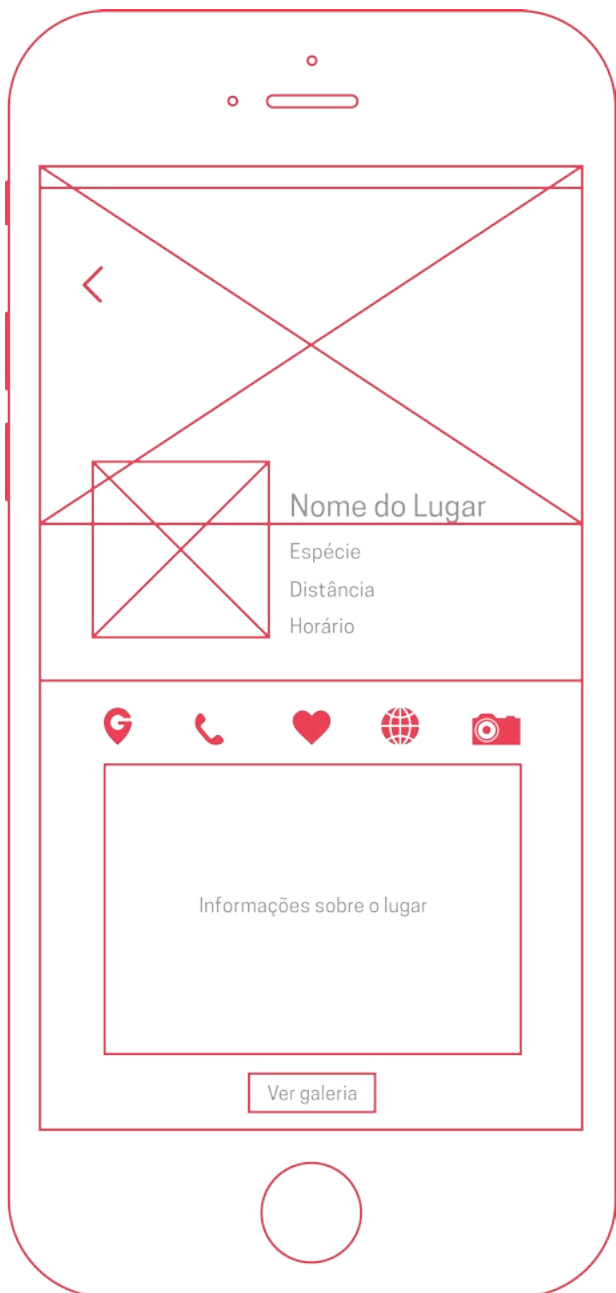 Nome do Lugar
Espécie
Distância
Horário
Informações sobre o lugar
Ver galeria